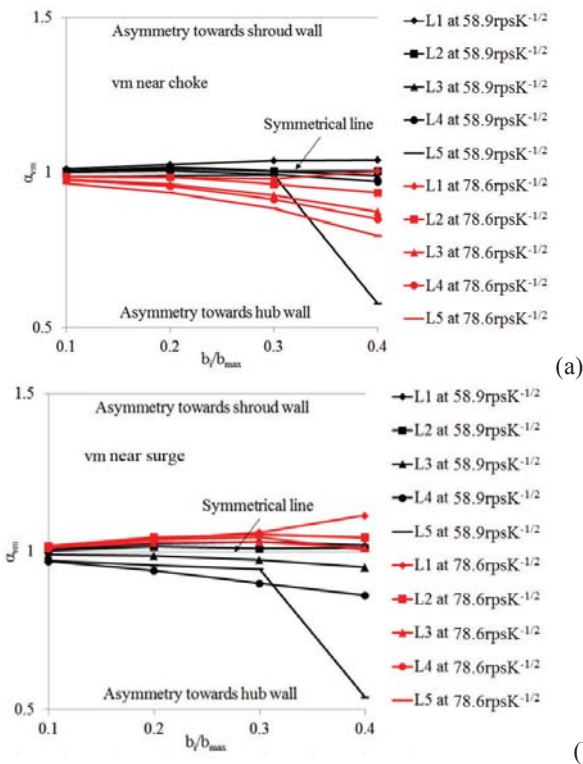 1.5
Asymmetry towards shroud wall
vm near choke
Symmetrical line
α_vm
1
Asymmetry towards hub wall
0.5
0.1 0.2 0.3 0.4
b_i/b_max
L1 at 58.9rpsK^-1/2
L2 at 58.9rpsK^-1/2
L3 at 58.9rpsK^-1/2
L4 at 58.9rpsK^-1/2
L5 at 58.9rpsK^-1/2
L1 at 78.6rpsK^-1/2
L2 at 78.6rpsK^-1/2
L3 at 78.6rpsK^-1/2
L4 at 78.6rpsK^-1/2
L5 at 78.6rpsK^-1/2
(a)
1.5
Asymmetry towards shroud wall
vm near surge
Symmetrical line
α_vm
1
Asymmetry towards hub wall
0.5
0.1 0.2 0.3 0.4
b_i/b_max
L1 at 58.9rpsK^-1/2
L2 at 58.9rpsK^-1/2
L3 at 58.9rpsK^-1/2
L4 at 58.9rpsK^-1/2
L5 at 58.9rpsK^-1/2
L1 at 78.6rpsK^-1/2
L2 at 78.6rpsK^-1/2
L3 at 78.6rpsK^-1/2
L4 at 78.6rpsK^-1/2
L5 at 78.6rpsK^-1/2
(